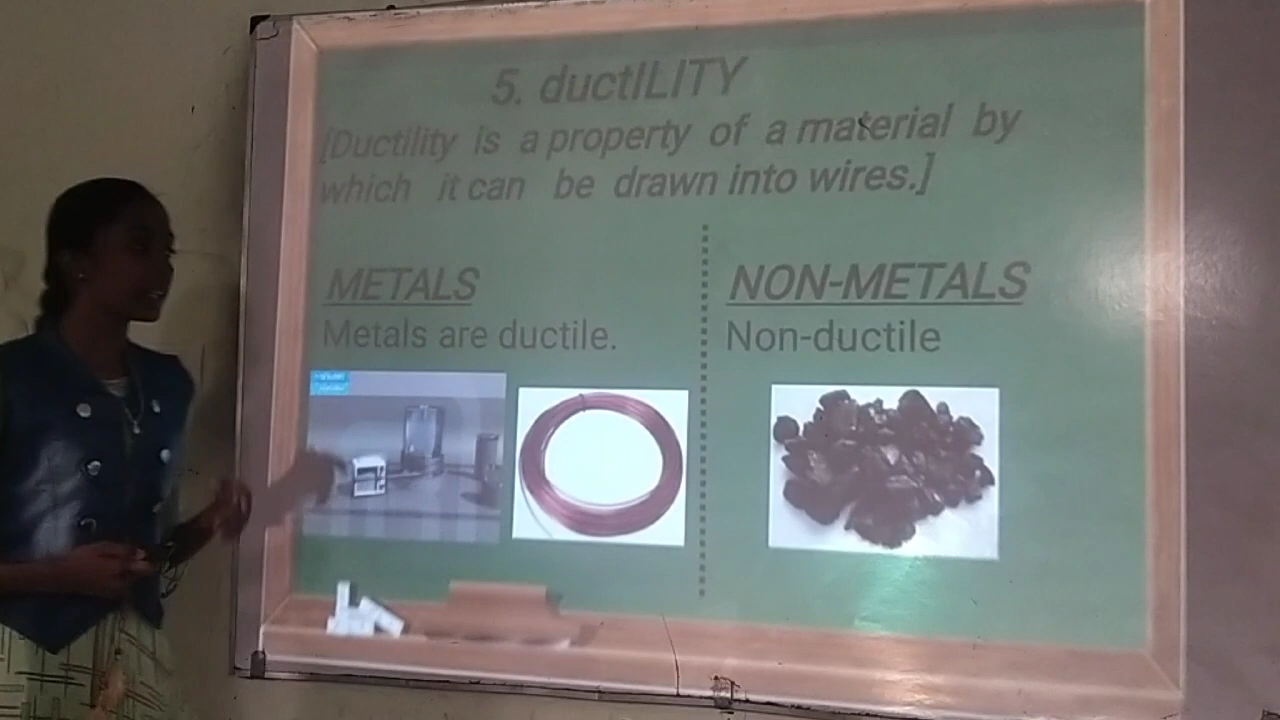 5. ductILITY
[Ductility is a property of a material by
which it can be drawn into wires.]
METALS
NON-METALS
Metals are ductile.
Non-ductile